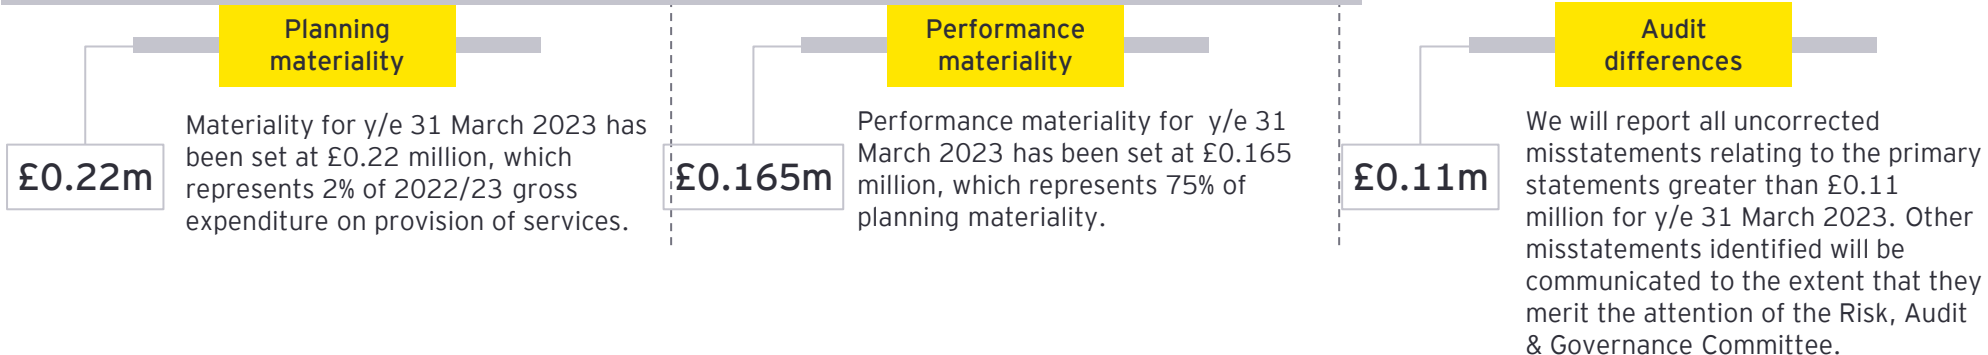 Planning
materiality
£0.22m
Materiality for y/e 31 March 2023 has
been set at £0.22 million, which
represents 2% of 2022/23 gross
expenditure on provision of services.
Performance
materiality
£0.165m
Performance materiality for y/e 31
March 2023 has been set at £0.165
million, which represents 75% of
planning materiality.
Audit
differences
£0.11m
We will report all uncorrected
misstatements relating to the primary
statements greater than £0.11
million for y/e 31 March 2023. Other
misstatements identified will be
communicated to the extent that they
merit the attention of the Risk, Audit
& Governance Committee.